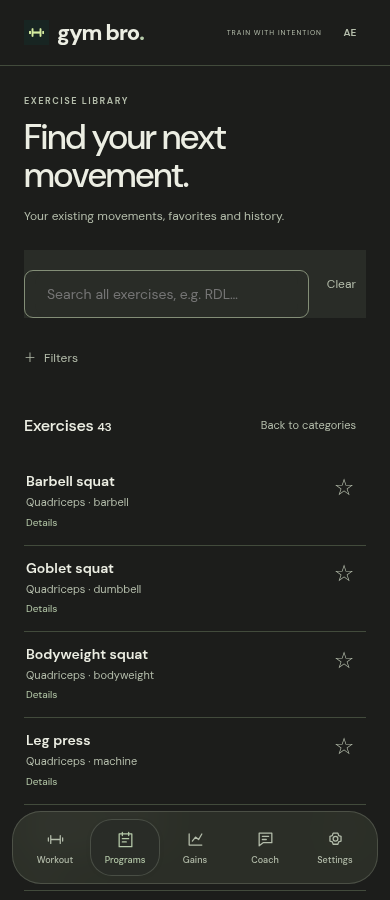 gym bro.
TRAIN WITH INTENTION
AE
EXERCISE LIBRARY
Find your next
movement.
Your existing movements, favorites and history.
Search all exercises, e.g. RDL...
Clear
+ Filters
Exercises 43
Back to categories
Barbell squat
Quadriceps · barbell
Details
Goblet squat
Quadriceps · dumbbell
Details
Bodyweight squat
Quadriceps · bodyweight
Details
Leg press
Quadriceps · machine
Details
Workout
Programs
Gains
Coach
Settings